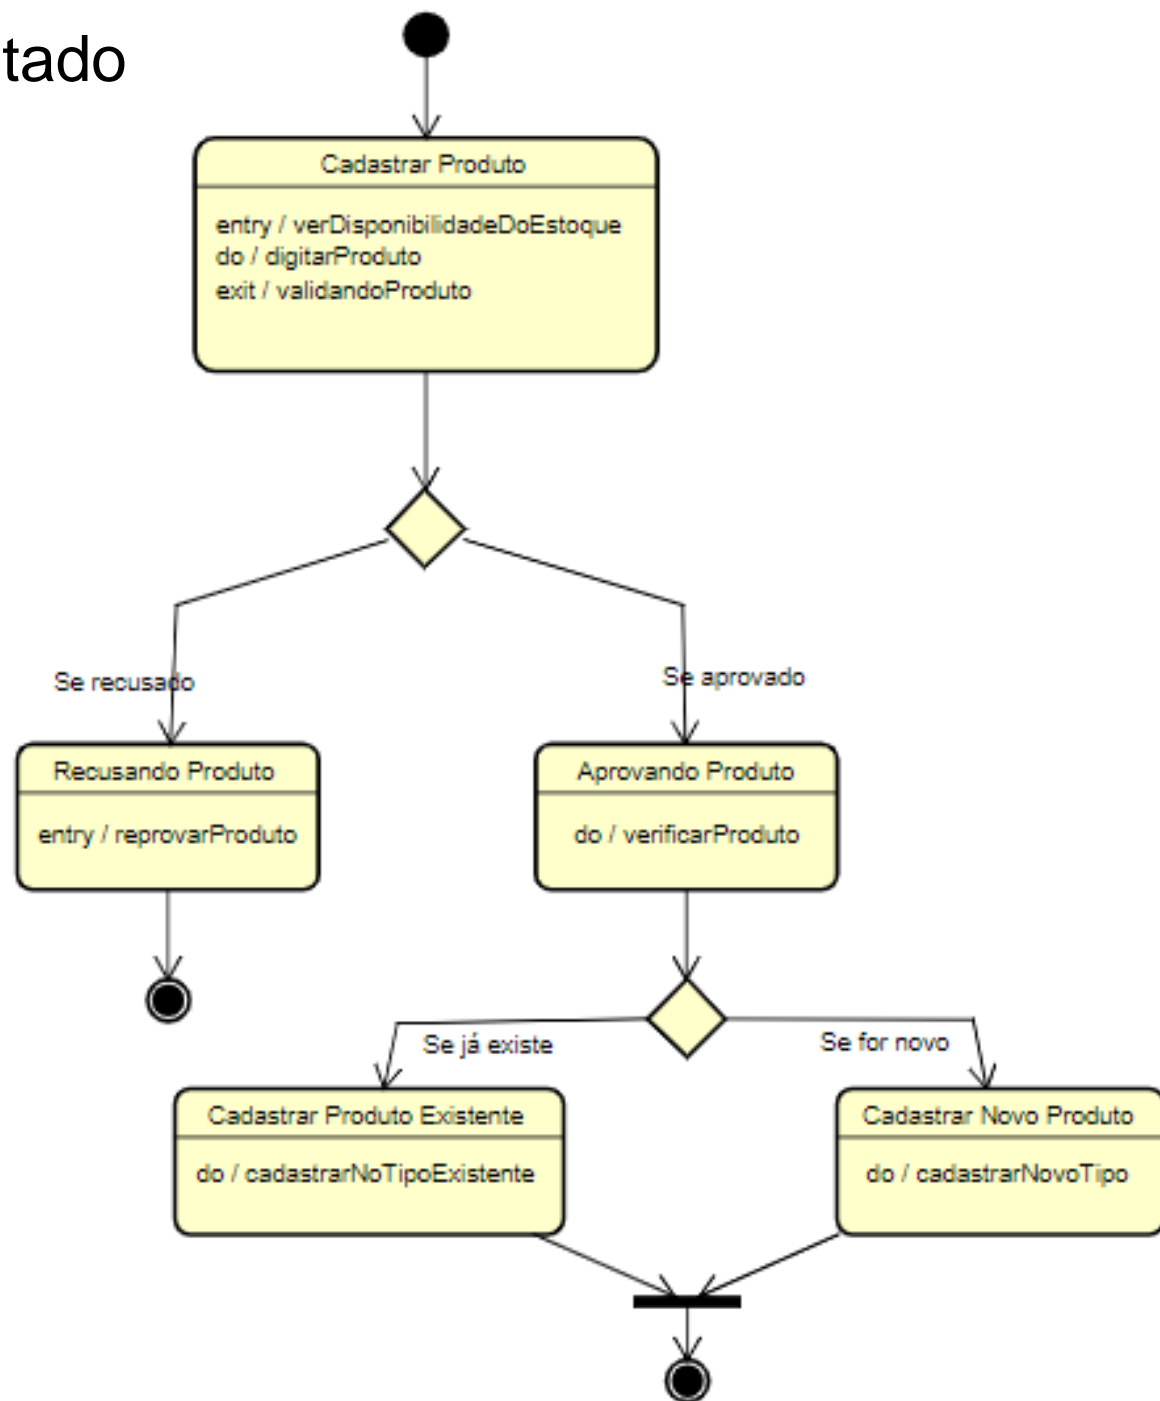 tado
Cadastrar Produto
entry / verDisponibilidadeDoEstoque
do / digitarProduto
exit / validandoProduto
Se recusado
Se aprovado
Recusando Produto
entry / reprovarProduto
Aprovando Produto
do / verificarProduto
Se já existe
Se for novo
Cadastrar Produto Existente
do / cadastrarNoTipoExistente
Cadastrar Novo Produto
do / cadastrarNovoTipo